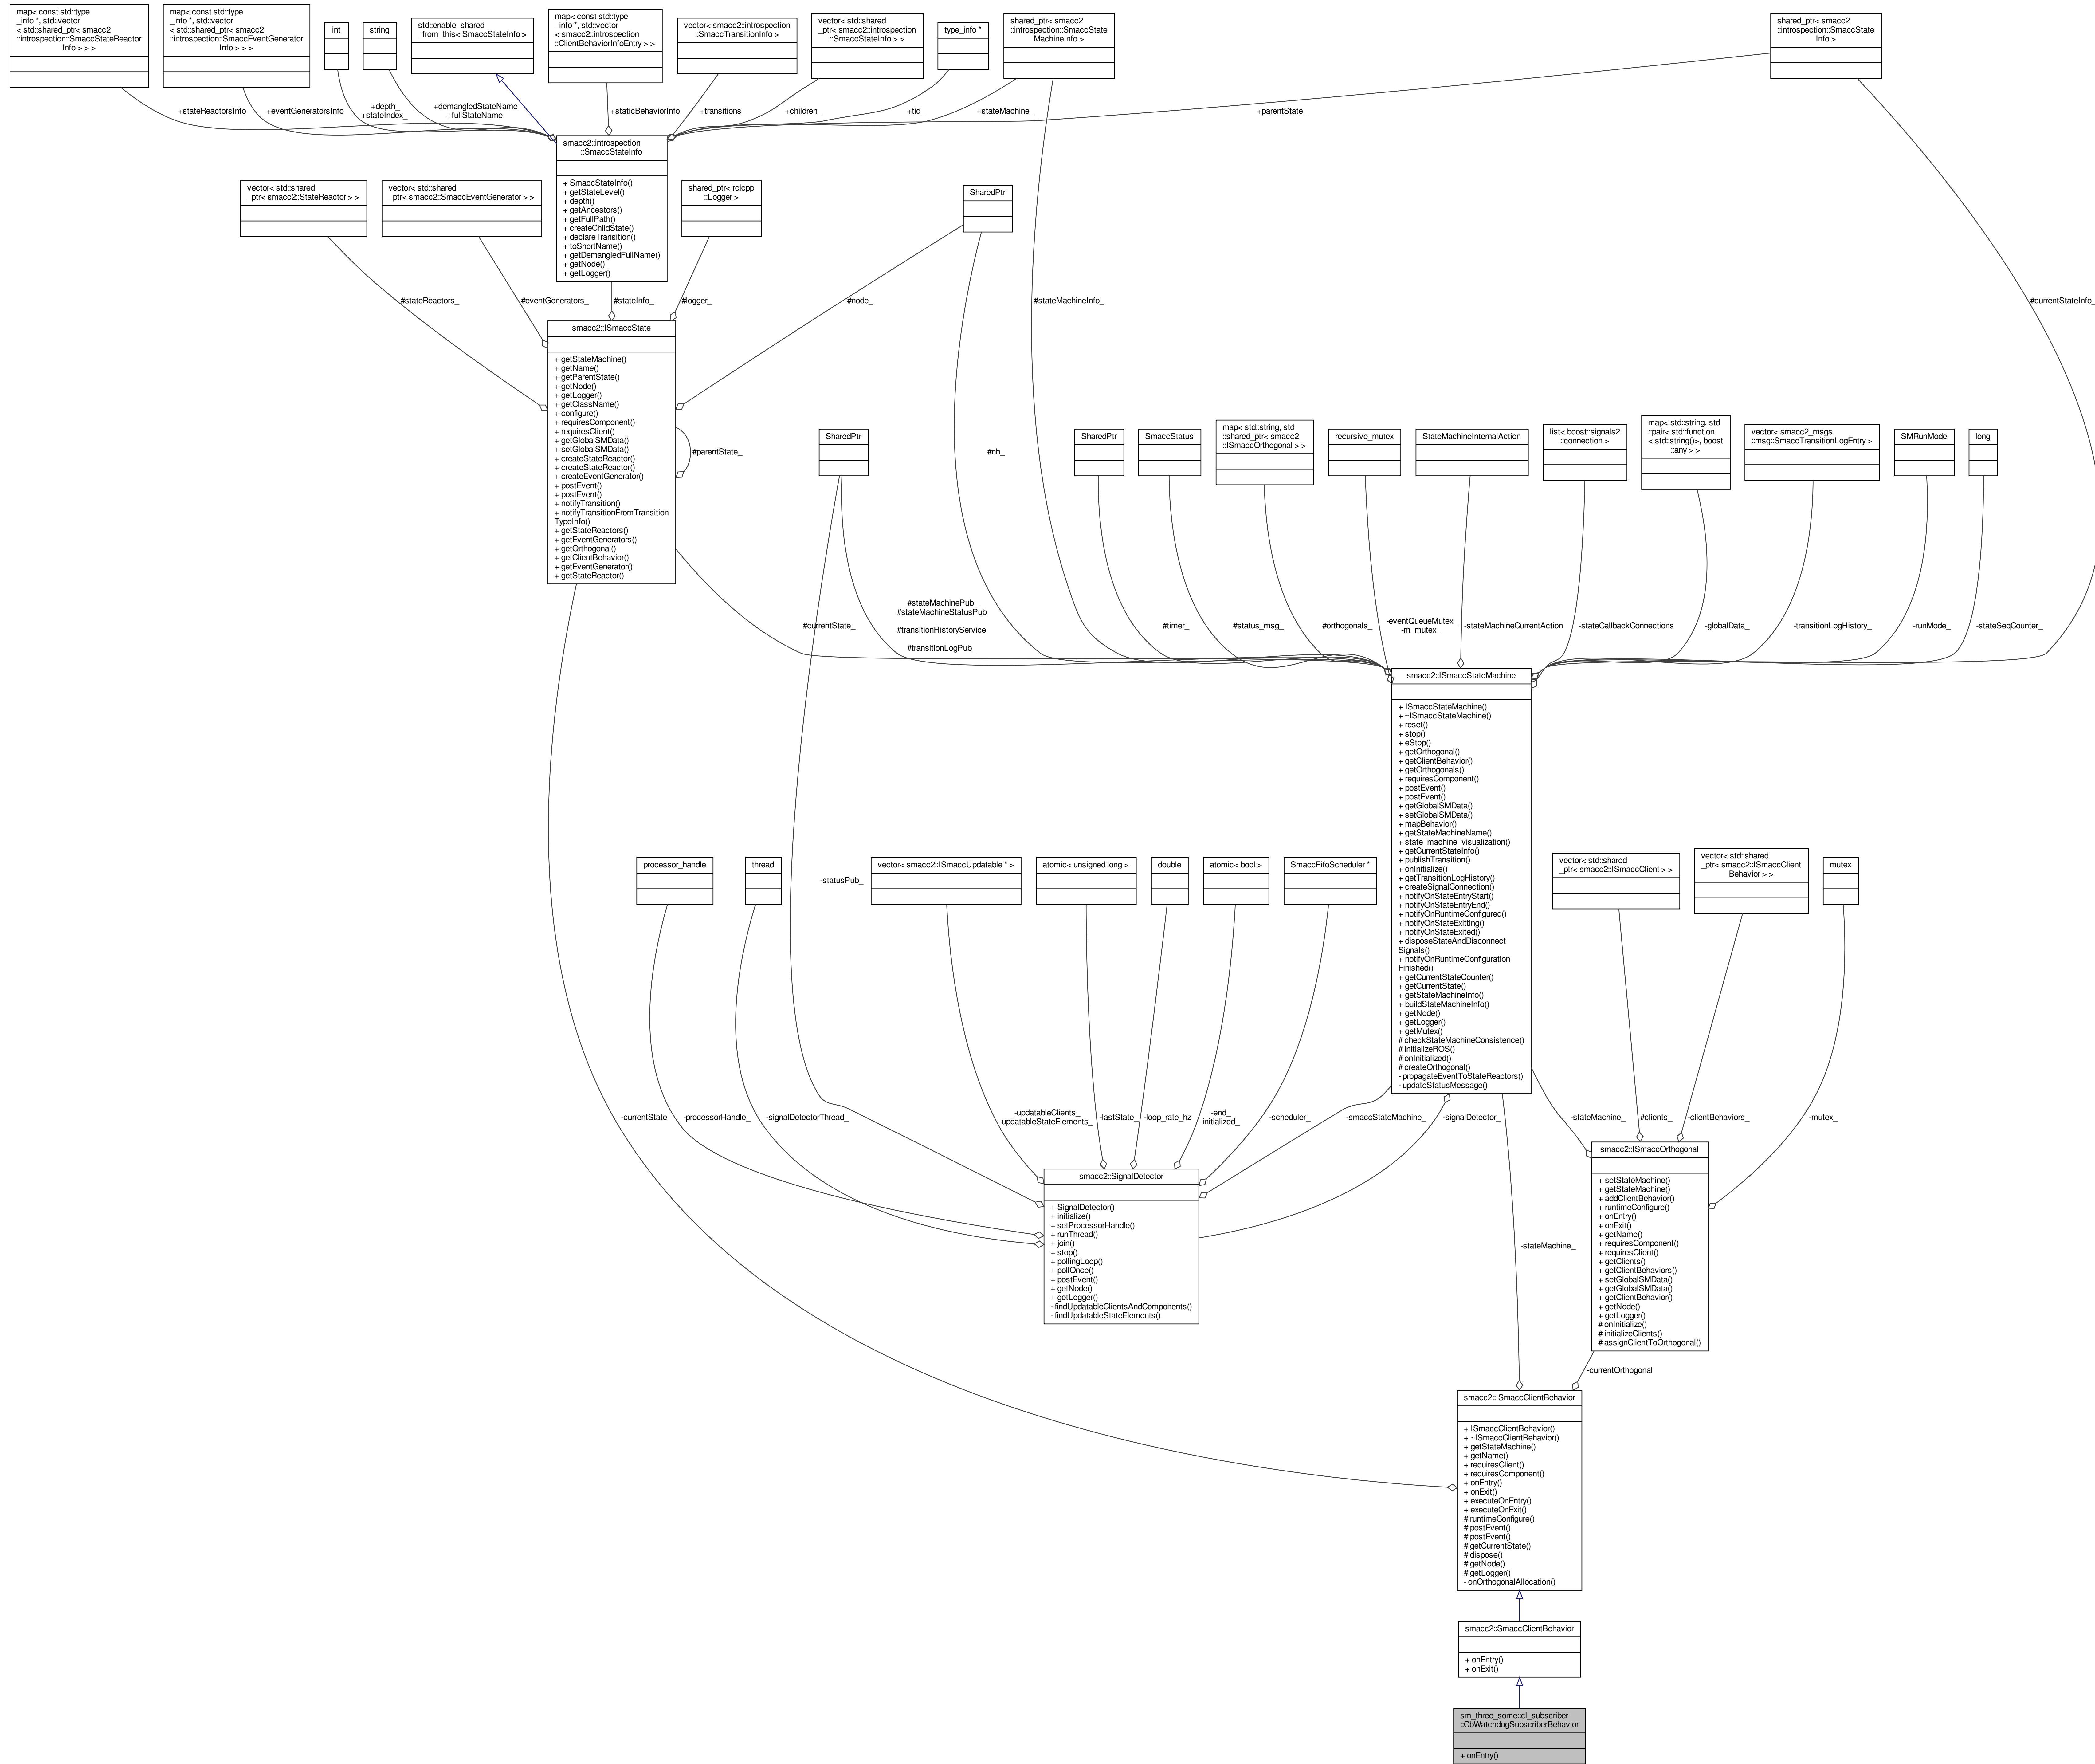 map< const std::type
_info *, std::vector
< std::shared_ptr< smacc2
::introspection::SmaccStateReactor
Info > > >
map< const std::type
_info *, std::vector
< std::shared_ptr< smacc2
::introspection::SmaccEventGenerator
Info > > >
int
string
std::enable_shared
_from_this< SmaccStateInfo >
map< const std::type
_info *, std::vector
< smacc2::introspection
::ClientBehaviorInfoEntry > >
vector< smacc2::introspection
::SmaccTransitionInfo >
vector< std::shared
_ptr< smacc2::introspection
::SmaccStateInfo > >
type_info *
shared_ptr< smacc2
::introspection::SmaccState
MachineInfo >
shared_ptr< smacc2
::introspection::SmaccState
Info >
+stateReactorsInfo
+eventGeneratorsInfo
+depth_
+stateIndex_
+demangledStateName
+fullStateName
+staticBehaviorInfo
+transitions_
+children_
+tid_
+stateMachine_
+parentState_
smacc2::introspection
::SmaccStateInfo
+ SmaccStateInfo()
+ getStateLevel()
+ depth()
+ getAncestors()
+ getFullPath()
+ createChildState()
+ declareTransition()
+ toShortName()
+ getDemangledFullName()
+ getNode()
+ getLogger()
vector< std::shared
_ptr< smacc2::StateReactor > >
vector< std::shared
_ptr< smacc2::SmaccEventGenerator > >
shared_ptr< rclcpp
::Logger >
SharedPtr
#stateReactors_
#eventGenerators_
#stateInfo_
#logger_
#node_
#stateMachineInfo_
#currentStateInfo_
smacc2::ISmaccState
+ getStateMachine()
+ getName()
+ getParentState()
+ getNode()
+ getLogger()
+ getClassName()
+ configure()
+ requiresComponent()
+ requiresClient()
+ getGlobalSMData()
+ setGlobalSMData()
+ createStateReactor()
+ createStateReactor()
+ createEventGenerator()
+ postEvent()
+ postEvent()
+ notifyTransition()
+ notifyTransitionFromTransition
TypeInfo()
+ getStateReactors()
+ getEventGenerators()
+ getOrthogonal()
+ getClientBehavior()
+ getEventGenerator()
+ getStateReactor()
#parentState_
SharedPtr
#nh_
SharedPtr
SmaccStatus
map< std::string, std
::shared_ptr< smacc2
::ISmaccOrthogonal > >
recursive_mutex
StateMachineInternalAction
list< boost::signals2
::connection >
map< std::string, std
::pair< std::function
< std::string()>, boost
::any > >
vector< smacc2_msgs
::msg::SmaccTransitionLogEntry >
SMRunMode
long
#currentState_
#stateMachinePub_
#stateMachineStatusPub
_
#transitionHistoryService
_
#transitionLogPub_
#timer_
#status_msg_
#orthogonals_
-eventQueueMutex_
-m_mutex_
-stateMachineCurrentAction
-stateCallbackConnections
-globalData_
-transitionLogHistory_
-runMode_
-stateSeqCounter_
smacc2::ISmaccStateMachine
+ ISmaccStateMachine()
+ ~ISmaccStateMachine()
+ reset()
+ stop()
+ eStop()
+ getOrthogonal()
+ getClientBehavior()
+ getOrthogonals()
+ requiresComponent()
+ postEvent()
+ postEvent()
+ getGlobalSMData()
+ setGlobalSMData()
+ mapBehavior()
+ getStateMachineName()
+ state_machine_visualization()
+ getCurrentStateInfo()
+ publishTransition()
+ onInitialize()
+ getTransitionLogHistory()
+ createSignalConnection()
+ notifyOnStateEntryStart()
+ notifyOnStateEntryEnd()
+ notifyOnRuntimeConfigured()
+ notifyOnStateExitting()
+ notifyOnStateExited()
+ disposeStateAndDisconnect
Signals()
+ notifyOnRuntimeConfiguration
Finished()
+ getCurrentStateCounter()
+ getCurrentState()
+ getStateMachineInfo()
+ buildStateMachineInfo()
+ getNode()
+ getLogger()
+ getMutex()
# checkStateMachineConsistence()
# initializeROS()
# onInitialized()
# createOrthogonal()
- propagateEventToStateReactors()
- updateStatusMessage()
processor_handle
thread
-statusPub_
vector< smacc2::ISmaccUpdatable * >
atomic< unsigned long >
double
atomic< bool >
SmaccFifoScheduler *
vector< std::shared
_ptr< smacc2::ISmaccClient > >
vector< std::shared
_ptr< smacc2::ISmaccClient
Behavior > >
mutex
-currentState
-processorHandle_
-signalDetectorThread_
-updatableClients_
-updatableStateElements_
-lastState_
-loop_rate_hz
-end_
-initialized_
-scheduler_
-smaccStateMachine_
-signalDetector_
-stateMachine_
#clients_
-clientBehaviors_
-mutex_
smacc2::SignalDetector
+ SignalDetector()
+ initialize()
+ setProcessorHandle()
+ runThread()
+ join()
+ stop()
+ pollingLoop()
+ pollOnce()
+ postEvent()
+ getNode()
+ getLogger()
- findUpdatableClientsAndComponents()
- findUpdatableStateElements()
smacc2::ISmaccOrthogonal
+ setStateMachine()
+ getStateMachine()
+ addClientBehavior()
+ runtimeConfigure()
+ onEntry()
+ onExit()
+ getName()
+ requiresComponent()
+ requiresClient()
+ getClients()
+ getClientBehaviors()
+ setGlobalSMData()
+ getGlobalSMData()
+ getClientBehavior()
+ getNode()
+ getLogger()
# onInitialize()
# initializeClients()
# assignClientToOrthogonal()
-stateMachine_
-currentOrthogonal
smacc2::ISmaccClientBehavior
+ ISmaccClientBehavior()
+ ~ISmaccClientBehavior()
+ getStateMachine()
+ getName()
+ requiresClient()
+ requiresComponent()
+ onEntry()
+ onExit()
+ executeOnEntry()
+ executeOnExit()
# runtimeConfigure()
# postEvent()
# postEvent()
# getCurrentState()
# dispose()
# getNode()
# getLogger()
- onOrthogonalAllocation()
smacc2::SmaccClientBehavior
+ onEntry()
+ onExit()
sm_three_some::cl_subscriber
::CbWatchdogSubscriberBehavior
+ onEntry()